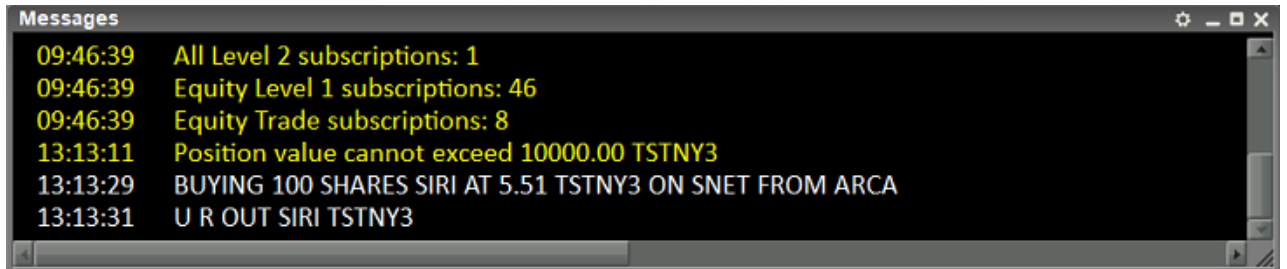 Messages
09:46:39 All Level 2 subscriptions: 1
09:46:39 Equity Level 1 subscriptions: 46
09:46:39 Equity Trade subscriptions: 8
13:13:11 Position value cannot exceed 10000.00 TSTNY3
13:13:29 BUYING 100 SHARES SIRI AT 5.51 TSTNY3 ON SNET FROM ARCA
13:13:31 U R OUT SIRI TSTNY3